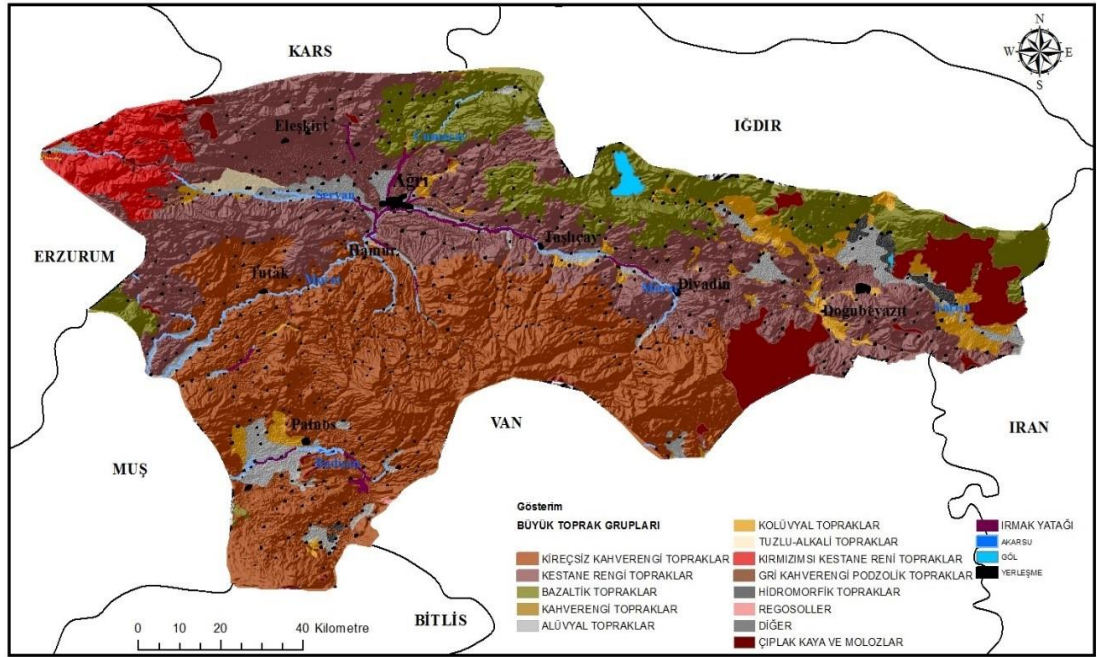 KARS
N
W E
S
IĞDIR
Eleşkirt
Ağrı
Şeryan
ERZURUM
Hamur
Taşlıçay
Tutak
Murat
Diyadin
Doğubeyazıt
VAN
IRAN
Patnos
MUŞ
BİTLİS
0 10 20 40 Kilometre
Gösterim
BÜYÜK TOPRAK GRUPLARI
KİREÇSİZ KAHVERENGİ TOPRAKLAR
KESTANE RENGİ TOPRAKLAR
BAZALTİK TOPRAKLAR
KAHVERENGİ TOPRAKLAR
ALÜVYAL TOPRAKLAR
KOLÜVYAL TOPRAKLAR
TUZLU-ALKALİ TOPRAKLAR
KIRMIZIMSI KESTANE RENİ TOPRAKLAR
GRİ KAHVERENGİ PODZOLİK TOPRAKLAR
HİDROMORFİK TOPRAKLAR
REGOSOLLER
DİĞER
ÇIPLAK KAYA VE MOLOZLAR
IRMAK YATAĞI
AKARSU
GÖL
YERLEŞME